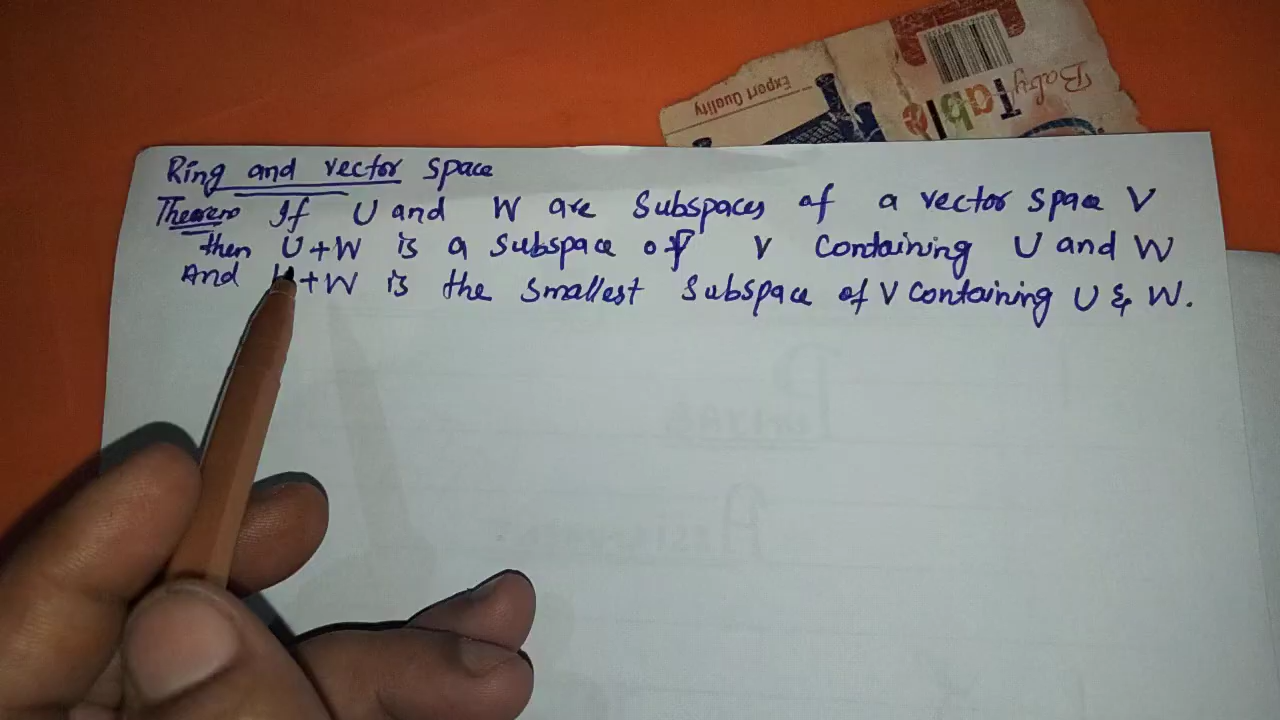 Ring and vector space
Theorem If U and W are Subspaces of a vector space V
then U+W is a subspace of V containing U and W
And U+W is the smallest subspace of V containing U & W.
Export Quality
Baby Table